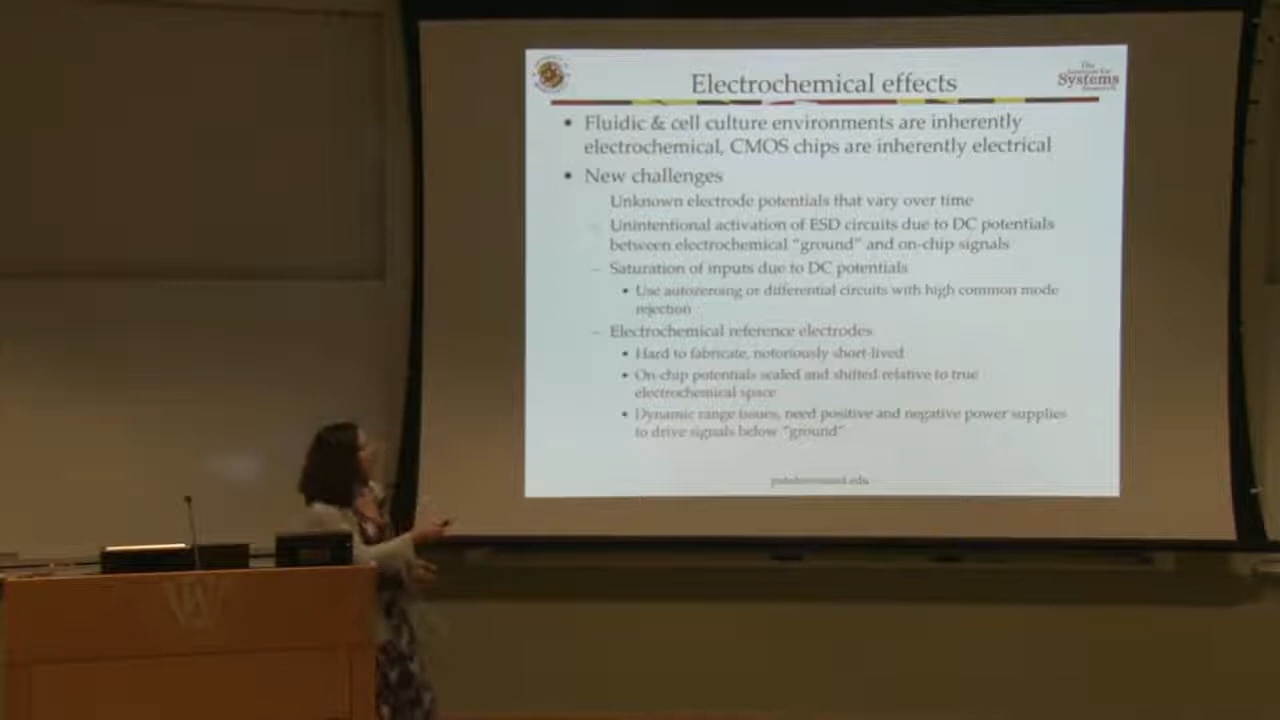 Electrochemical effects
The
Systems
• Fluidic & cell culture environments are inherently
electrochemical, CMOS chips are inherently electrical
• New challenges
Unknown electrode potentials that vary over time
– Unintentional activation of ESD circuits due to DC potentials
between electrochemical "ground" and on-chip signals
– Saturation of inputs due to DC potentials
• Use autozeroing or differential circuits with high common mode
rejection
– Electrochemical reference electrodes
• Hard to fabricate, notoriously short-lived
• On-chip potentials scaled and shifted relative to true
electrochemical space
• Dynamic range issues, need positive and negative power supplies
to drive signals below "ground"
W